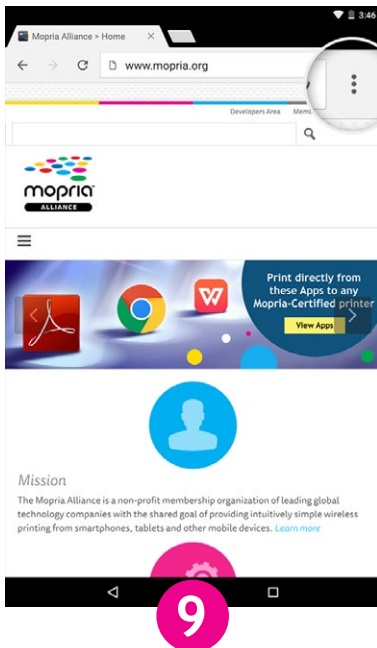 3:46
Mopria Alliance » Home
www.mopria.org
Developers Area
mopria
ALLIANCE
Print directly from
these Apps to any
Mopria-Certified printer
View Apps
Mission
The Mopria Alliance is a non-profit membership organization of leading global
technology companies with the shared goal of providing intuitively simple wireless
printing from smartphones, tablets and other mobile devices. Learn more
9